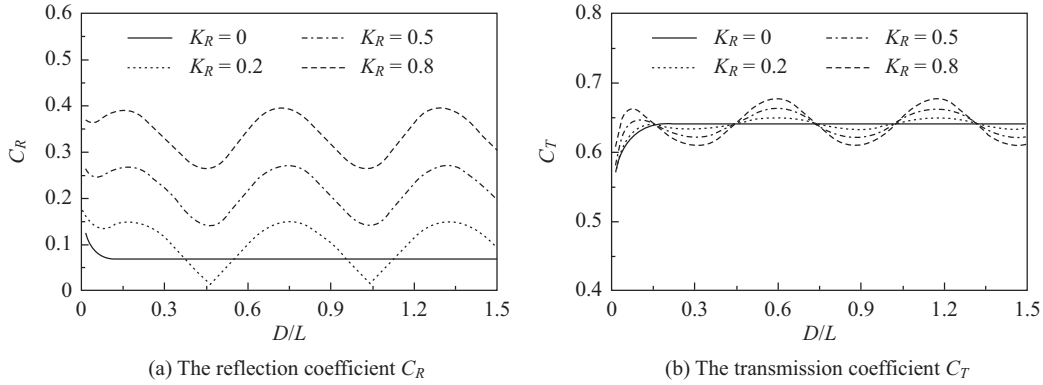 0.6
0.5
0.4
0.3
0.2
0.1
0
C_R
K_R = 0
K_R = 0.2
K_R = 0.5
K_R = 0.8
0
0.3
0.6
0.9
1.2
1.5
D/L
(a) The reflection coefficient C_R
0.8
0.7
0.6
0.5
0.4
C_T
K_R = 0
K_R = 0.2
K_R = 0.5
K_R = 0.8
0
0.3
0.6
0.9
1.2
1.5
D/L
(b) The transmission coefficient C_T